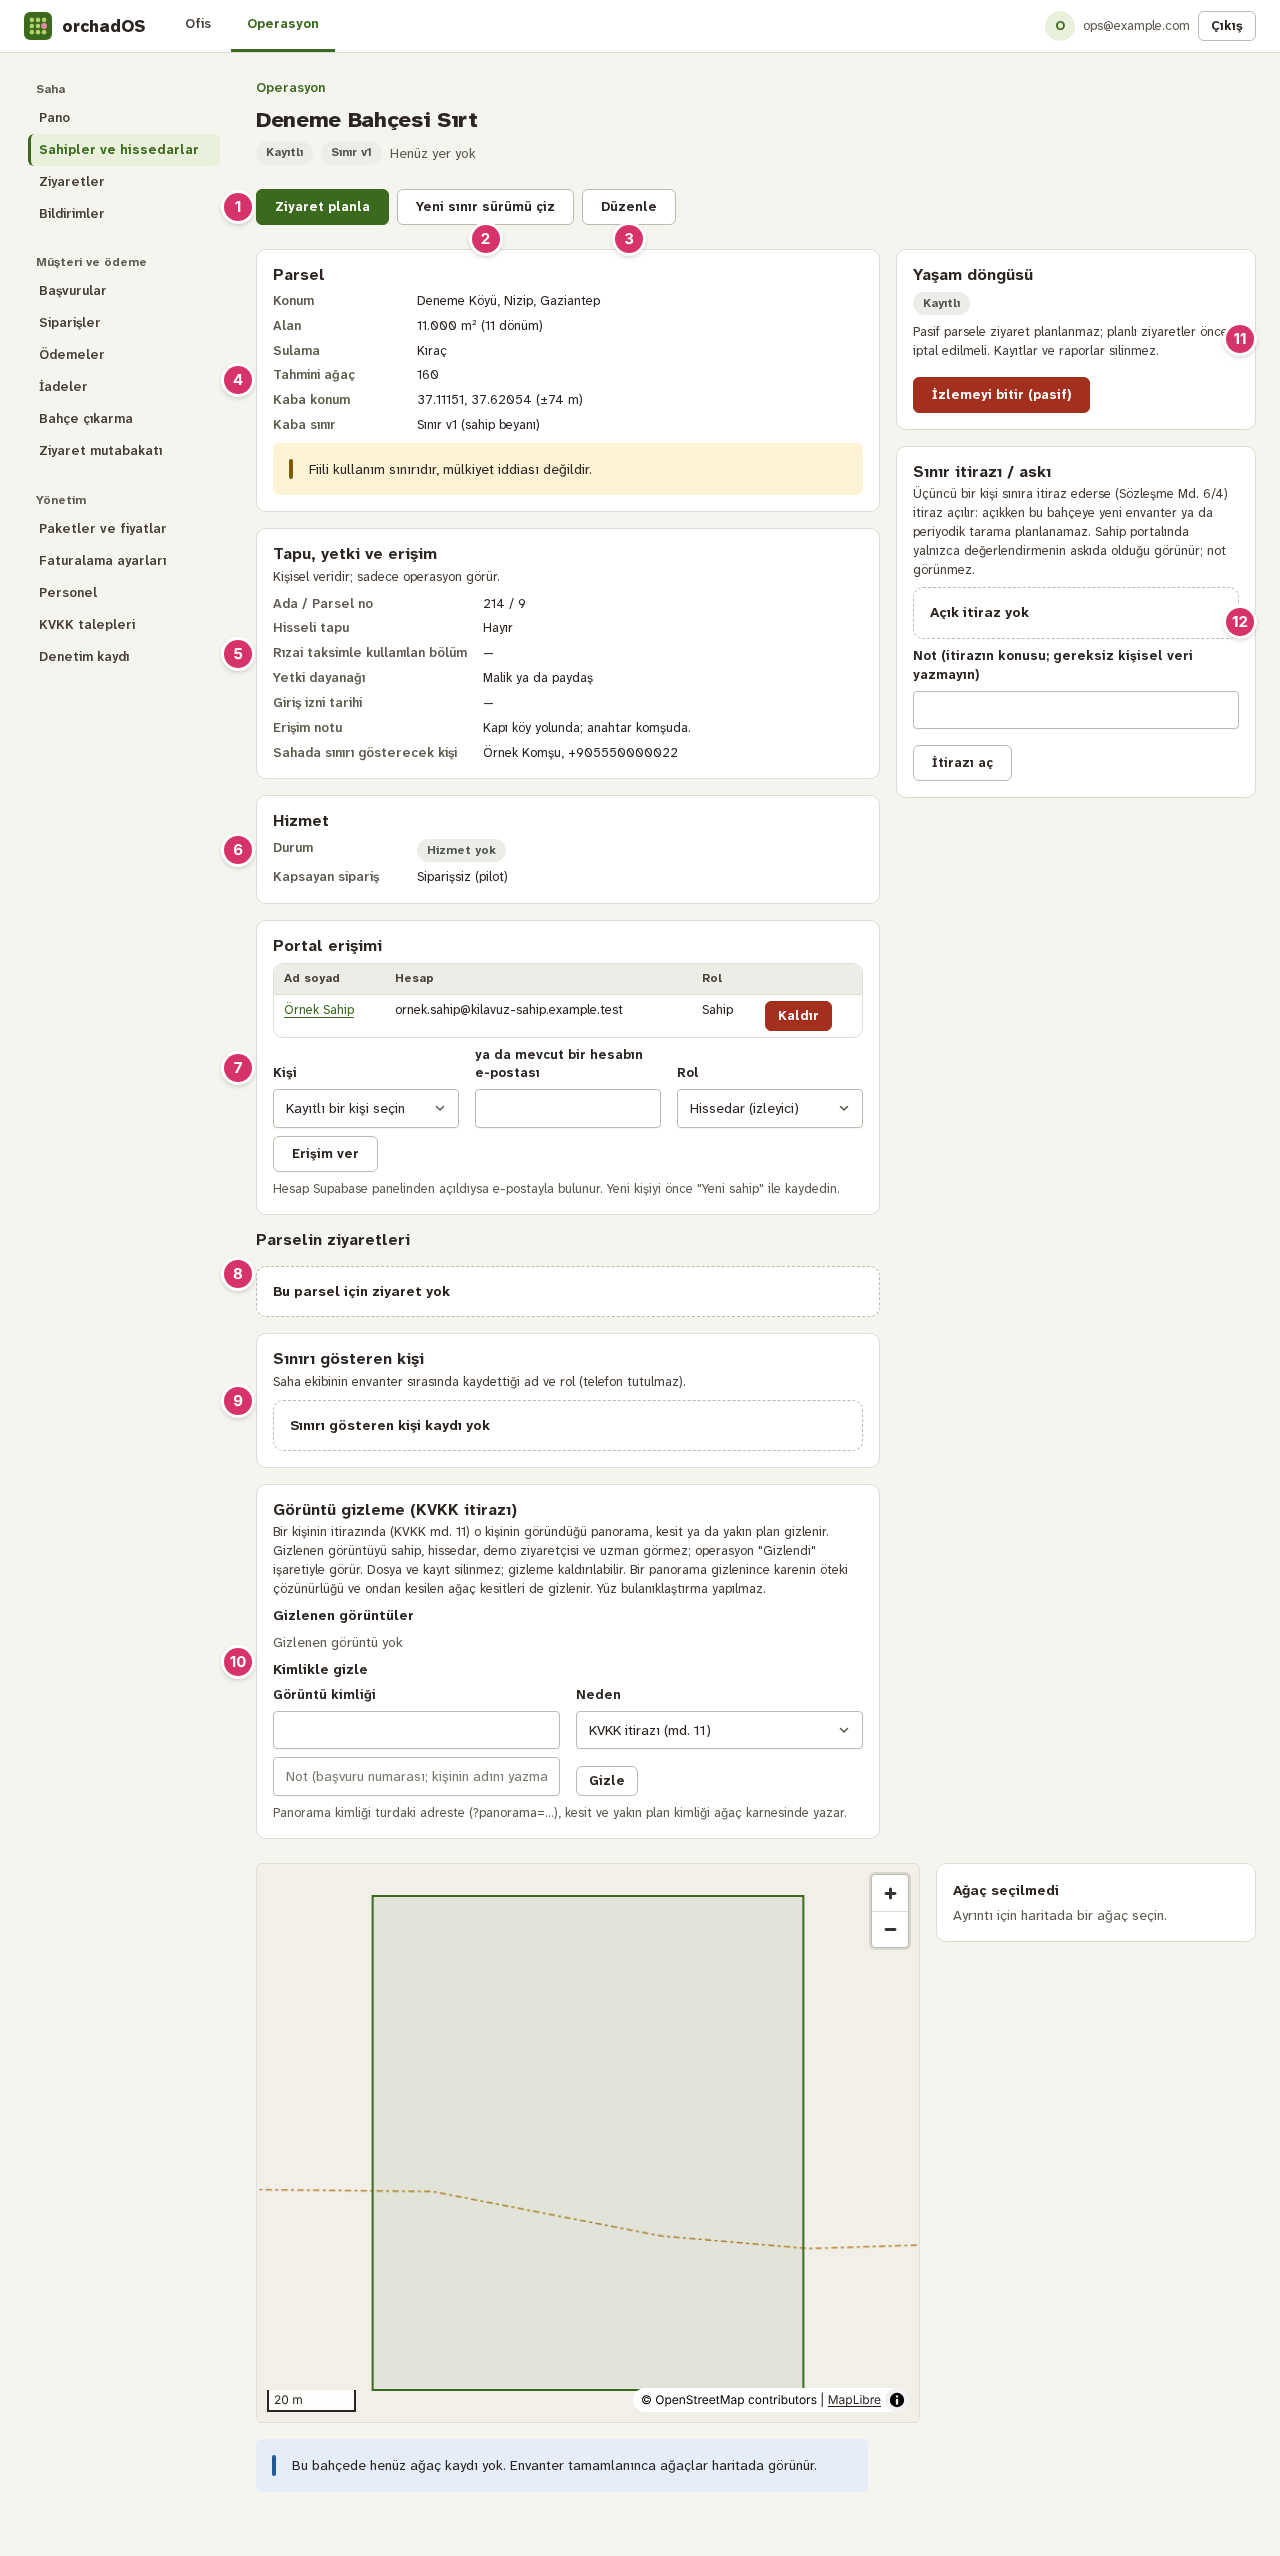 orchadOS
Ofis
Operasyon
O
ops@example.com
Çıkış
Saha
Pano
Sahipler ve hissedarlar
Ziyaretler
Bildirimler
Müşteri ve ödeme
Başvurular
Siparişler
Ödemeler
İadeler
Bahçe çıkarma
Ziyaret mutabakatı
Yönetim
Paketler ve fiyatlar
Faturalama ayarları
Personel
KVKK talepleri
Denetim kaydı
Operasyon
Deneme Bahçesi Sırt
Kayıtlı
Sınır v1
Henüz yer yok
1
Ziyaret planla
Yeni sınır sürümü çiz
Düzenle
2
3
4
Parsel
Konum
Deneme Köyü, Nizip, Gaziantep
Alan
11.000 m² (11 dönüm)
Sulama
Kıraç
Tahmini ağaç
160
Kaba konum
37.11151, 37.62054 (±74 m)
Kaba sınır
Sınır v1 (sahip beyanı)
Fiili kullanım sınırıdır, mülkiyet iddiası değildir.
5
Tapu, yetki ve erişim
Kişisel veridir; sadece operasyon görür.
Ada / Parsel no
214 / 9
Hisseli tapu
Hayır
Rızai taksimle kullanılan bölüm
—
Yetki dayanağı
Malik ya da paydaş
Giriş izni tarihi
—
Erişim notu
Kapı köy yolunda; anahtar komşuda.
Sahada sınırı gösterecek kişi
Örnek Komşu, +905550000022
6
Hizmet
Durum
Hizmet yok
Kapsayan sipariş
Siparişsiz (pilot)
7
Portal erişimi
Ad soyad
Hesap
Rol
Örnek Sahip
ornek.sahip@kilavuz-sahip.example.test
Sahip
Kaldır
Kişi
ya da mevcut bir hesabın
e-postası
Rol
Kayıtlı bir kişi seçin
Hissedar (izleyici)
Erişim ver
Hesap Supabase panelinden açıldıysa e-postayla bulunur. Yeni kişiyi önce "Yeni sahip" ile kaydedin.
Parselin ziyaretleri
8
Bu parsel için ziyaret yok
9
Sınırı gösteren kişi
Saha ekibinin envanter sırasında kaydettiği ad ve rol (telefon tutulmaz).
Sınırı gösteren kişi kaydı yok
10
Görüntü gizleme (KVKK itirazı)
Bir kişinin itirazında (KVKK md. 11) o kişinin göründüğü panorama, kesit ya da yakın plan gizlenir.
Gizlenen görüntüyü sahip, hissedar, demo ziyaretçisi ve uzman görmez; operasyon "Gizlendi"
işaretiyle görür. Dosya ve kayıt silinmez; gizleme kaldırılabilir. Bir panorama gizlenince karenin öteki
çözünürlüğü ve ondan kesilen ağaç kesitleri de gizlenir. Yüz bulanıklaştırma yapılmaz.
Gizlenen görüntüler
Gizlenen görüntü yok
Kimlikle gizle
Görüntü kimliği
Neden
KVKK itirazı (md. 11)
Not (başvuru numarası; kişinin adını yazma
Gizle
Panorama kimliği turdaki adreste (?panorama=…), kesit ve yakın plan kimliği ağaç karnesinde yazar.
Yaşam döngüsü
Kayıtlı
Pasif parsele ziyaret planlanmaz; planlı ziyaretler önce
iptal edilmeli. Kayıtlar ve raporlar silinmez.
11
İzlemeyi bitir (pasif)
Sınır itirazı / askı
Üçüncü bir kişi sınıra itiraz ederse (Sözleşme Md. 6/4)
itiraz açılır: açıkken bu bahçeye yeni envanter ya da
periyodik tarama planlanamaz. Sahip portalında
yalnızca değerlendirmenin askıda olduğu görünür; not
görünmez.
Açık itiraz yok
12
Not (itirazın konusu; gereksiz kişisel veri
yazmayın)
İtirazı aç
+
−
20 m
© OpenStreetMap contributors | MapLibre
Ağaç seçilmedi
Ayrıntı için haritada bir ağaç seçin.
Bu bahçede henüz ağaç kaydı yok. Envanter tamamlanınca ağaçlar haritada görünür.